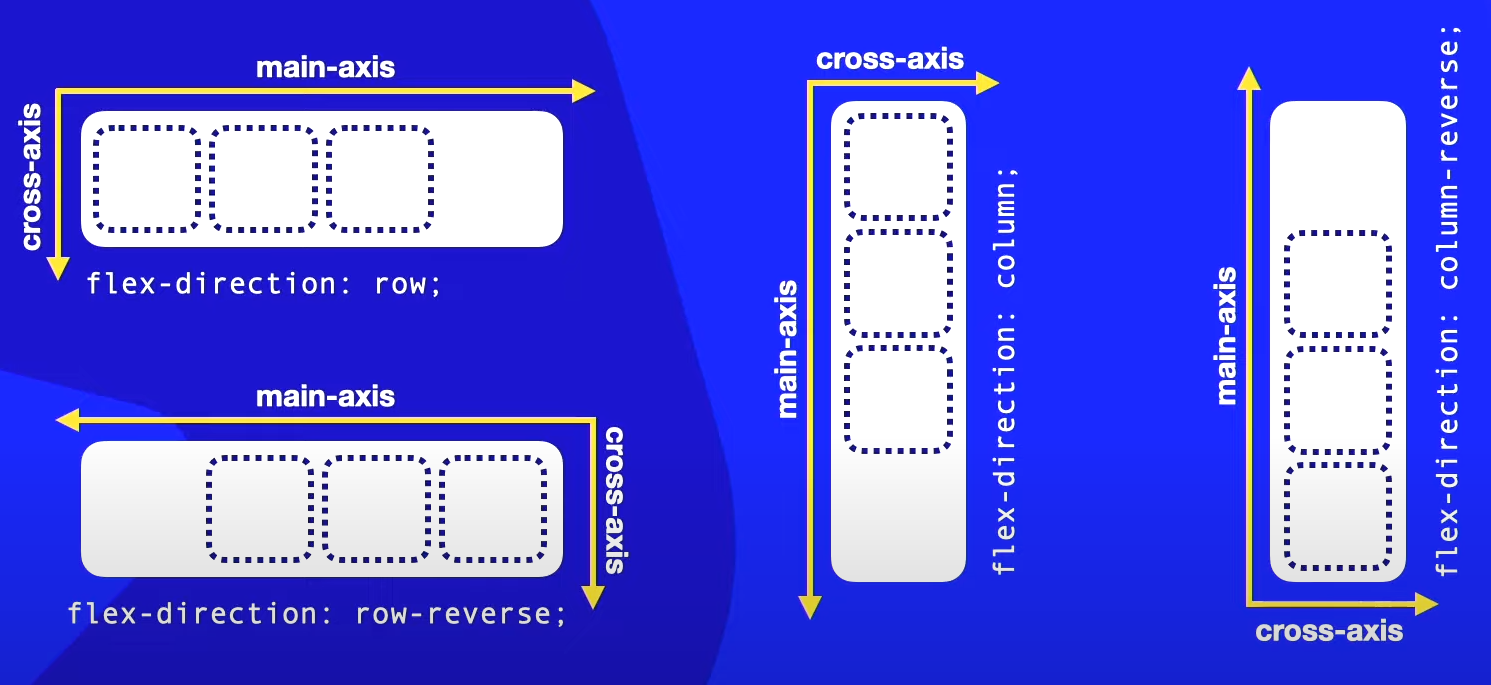 main-axis
cross-axis
flex-direction: row;
main-axis
cross-axis
flex-direction: row-reverse;
cross-axis
main-axis
flex-direction: column;
main-axis
flex-direction: column-reverse;
cross-axis